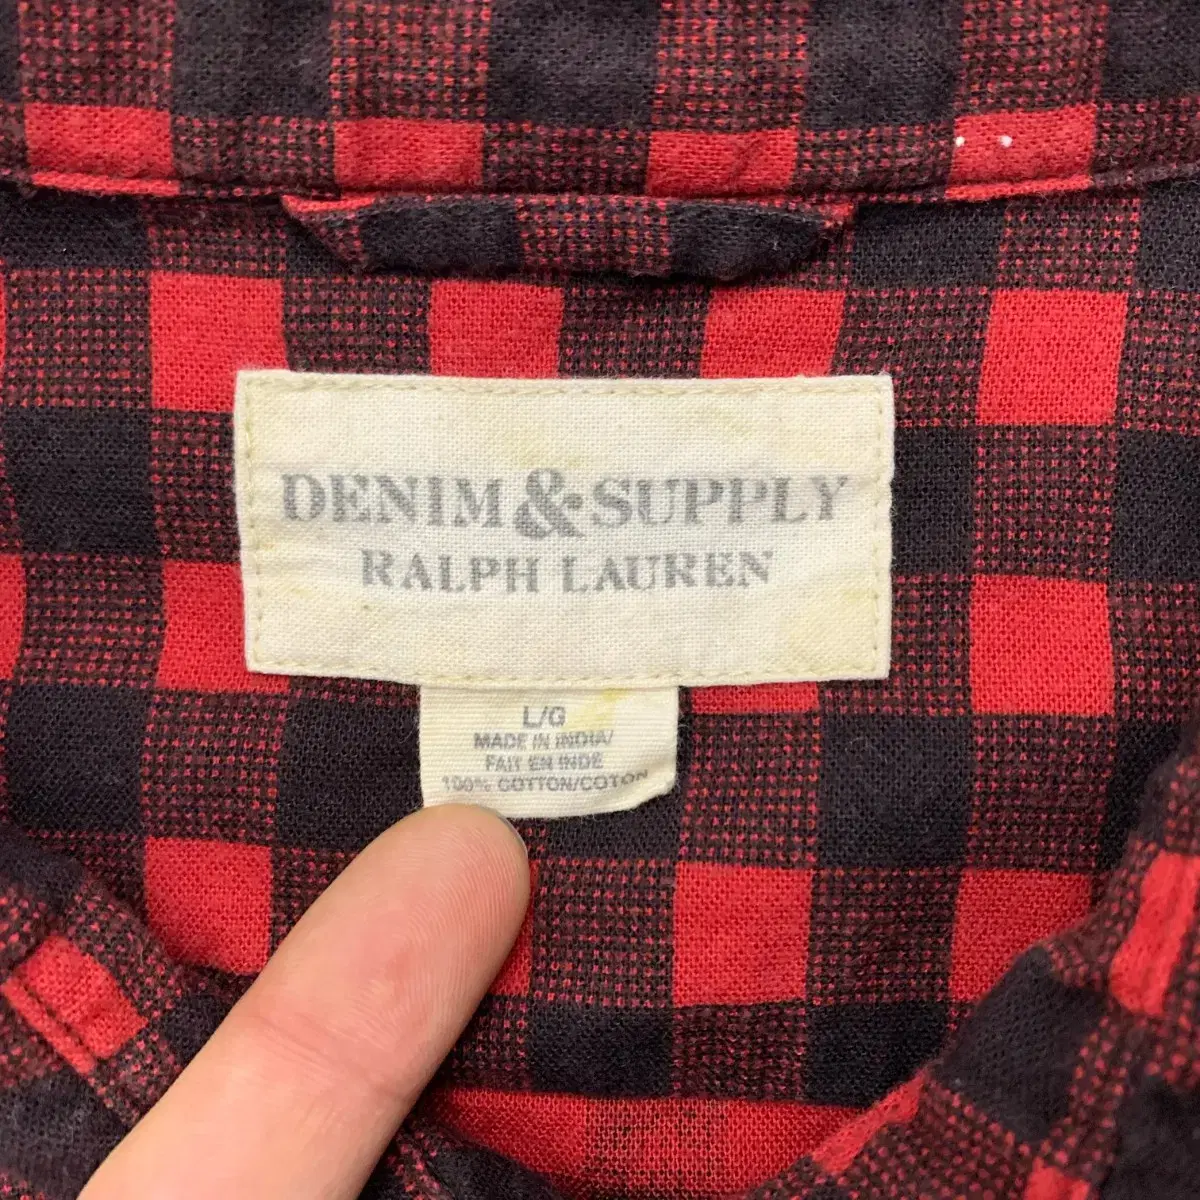 DENIM & SUPPLY
RALPH LAUREN
L/G
MADE IN INDIA/
FAIT EN INDE
100% COTTON/COTON